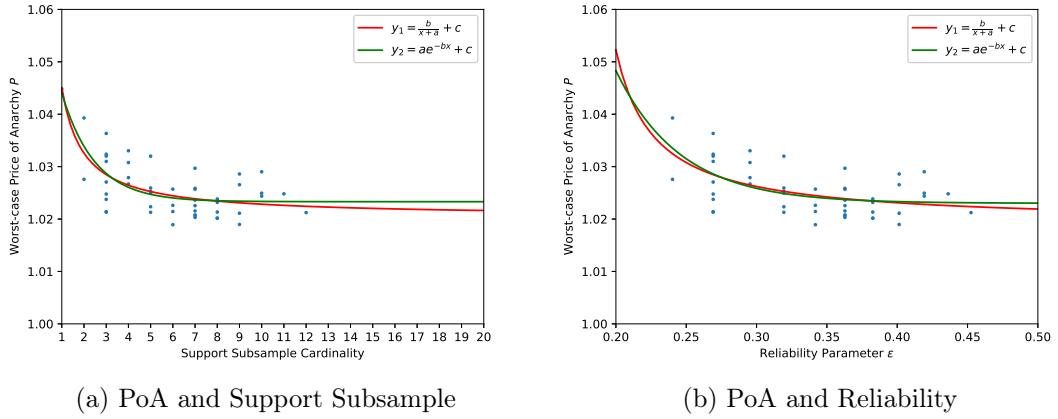 1.06
1.05
1.04
1.03
1.02
1.01
1.00
Worst-case Price of Anarchy P
y₁ = b/(x+a) + c
y₂ = ae^{-bx} + c
1 2 3 4 5 6 7 8 9 10 11 12 13 14 15 16 17 18 19 20
Support Subsample Cardinality
(a) PoA and Support Subsample
1.06
1.05
1.04
1.03
1.02
1.01
1.00
Worst-case Price of Anarchy P
y₁ = b/(x+a) + c
y₂ = ae^{-bx} + c
0.20 0.25 0.30 0.35 0.40 0.45 0.50
Reliability Parameter ε
(b) PoA and Reliability